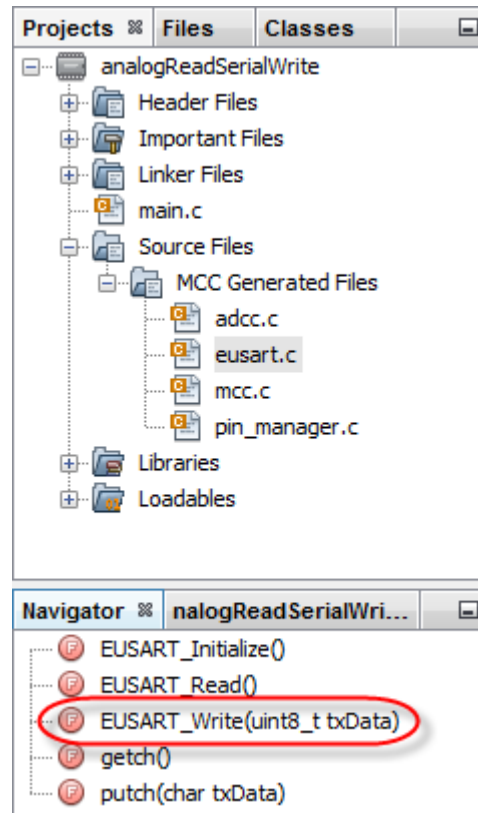 Projects Files Classes
analogReadSerialWrite
Header Files
Important Files
Linker Files
main.c
Source Files
MCC Generated Files
adcc.c
eusart.c
mcc.c
pin_manager.c
Libraries
Loadables
Navigator nalogReadSerialWri...
EUSART_Initialize()
EUSART_Read()
EUSART_Write(uint8_t txData)
getch()
putch(char txData)